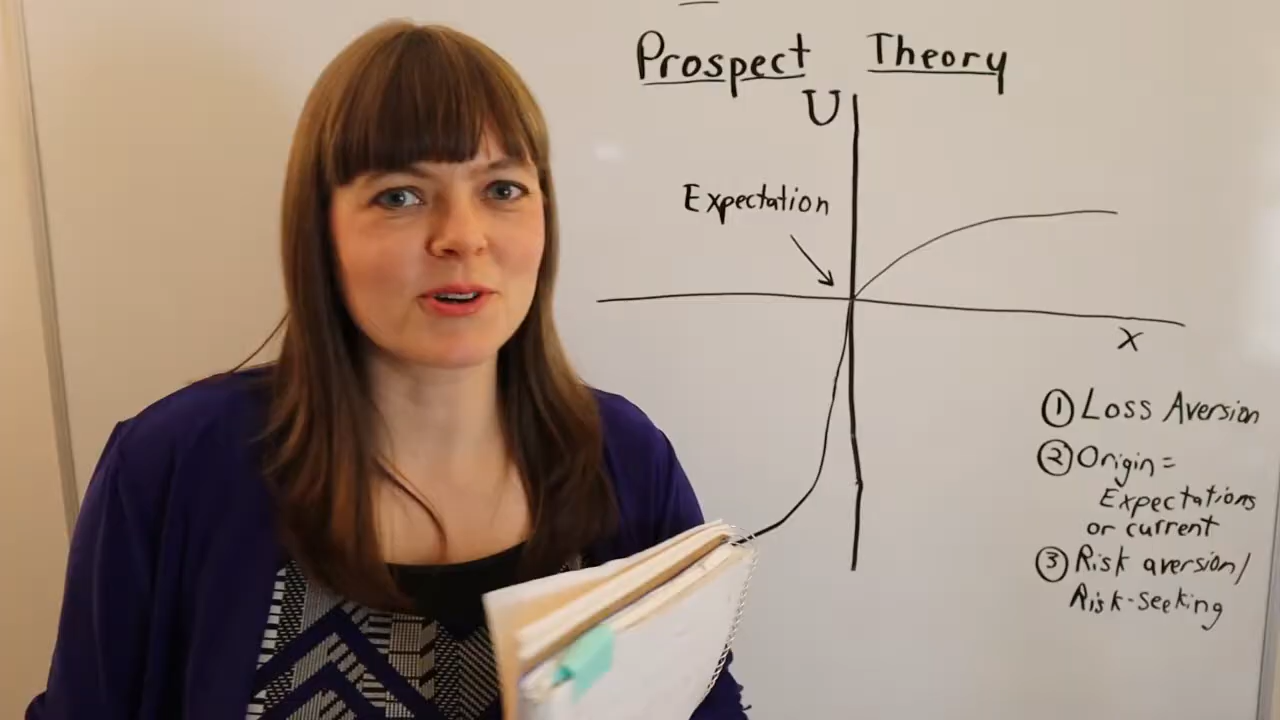 Prospect Theory
U
Expectation
X
① Loss Aversion
② Origin =
Expectations
or current
③ Risk aversion/
Risk-seeking